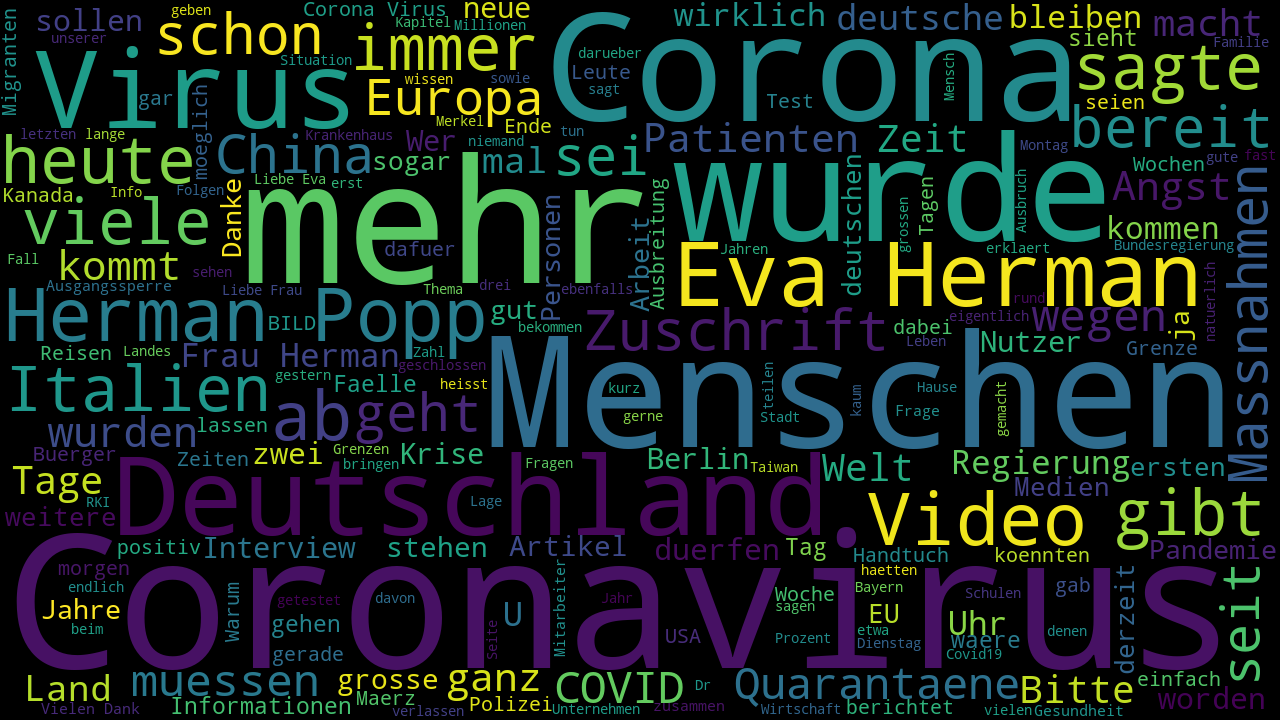 geben
Corona Virus
neue
sollen
schon
Kapitel
Millionen
immer
Corona
wirklich
deutsche
bleiben
macht
Familie
Migranten
unserer
Virus
Situation
wissen
sowie
Europa
darueber
Leute
sagt
Test
Mensch
sieht
sagte
seien
gar
moeglich
Merkel
Ende
bereit
letzten
lange
Krankenhaus
Wer
niemand
tun
Patienten
Zeit
Montag
Wochen
gute
fast
heute
China
sogar
mal
sei
wurde
Kanada
Info
Folgen
Danke
Liebe Eva
erst
mehr
Personen
Arbeit
Ausbreitung
deutschen
grossen
Tagen
Ausbruch
Angst
Massnahmen
viele
dafuer
kommen
Fall
kommt
sehen
Jahren
erklaert
Bundesregierung
Ausgangssperre
Liebe Frau
Thema
drei
ebenfalls
Eva Herman
rund
natuerlich
Herman Popp
BILD
gut
bekommen
Zuschrift
dabei
eigentlich
wegen
ja
Reisen
Landes
Frau Herman
Zahl
geschlossen
Leben
Nutzer
Grenze
Italien
gestern
Faelle
heisst
Menschen
kurz
Steilen
kaum
Hause
gemacht
wurden
lassen
ab
geht
gerne
Stadt
Frage
Buerger
Zeiten
zwei
Grenzen
bringen
Krise
Fragen
Berlin
Taiwan
Welt
Regierung
ersten
Tage
RKI
Deutschland
Lage
Medien
weitere
Video
gibt
positiv
Interview
stehen
Artikel
duerfen
Tag
Handtuch
koennten
Pandemie
morgen
endlich
Coronavirus
haetten
Mitarbeiter
Bayern
gab
derzeit
seit
Jahre
Warum
getestet
davon
Jahr
Woche
sagen
Schulen
beim
gehen
U
EU
Uhr
etwa
denen
gerade
Seite
USA
Prozent
Dienstag
waere
Covid19
Land
muessen
grosse
ganz
COVID
Dr
Quarantaene
Bitte
einfach
Vielen Dank
Informationen
Maerz
verlassen
Polizei
Unternehmen
zusammen
Wirtschaft
berichtet
vielen
Gesundheit
worden